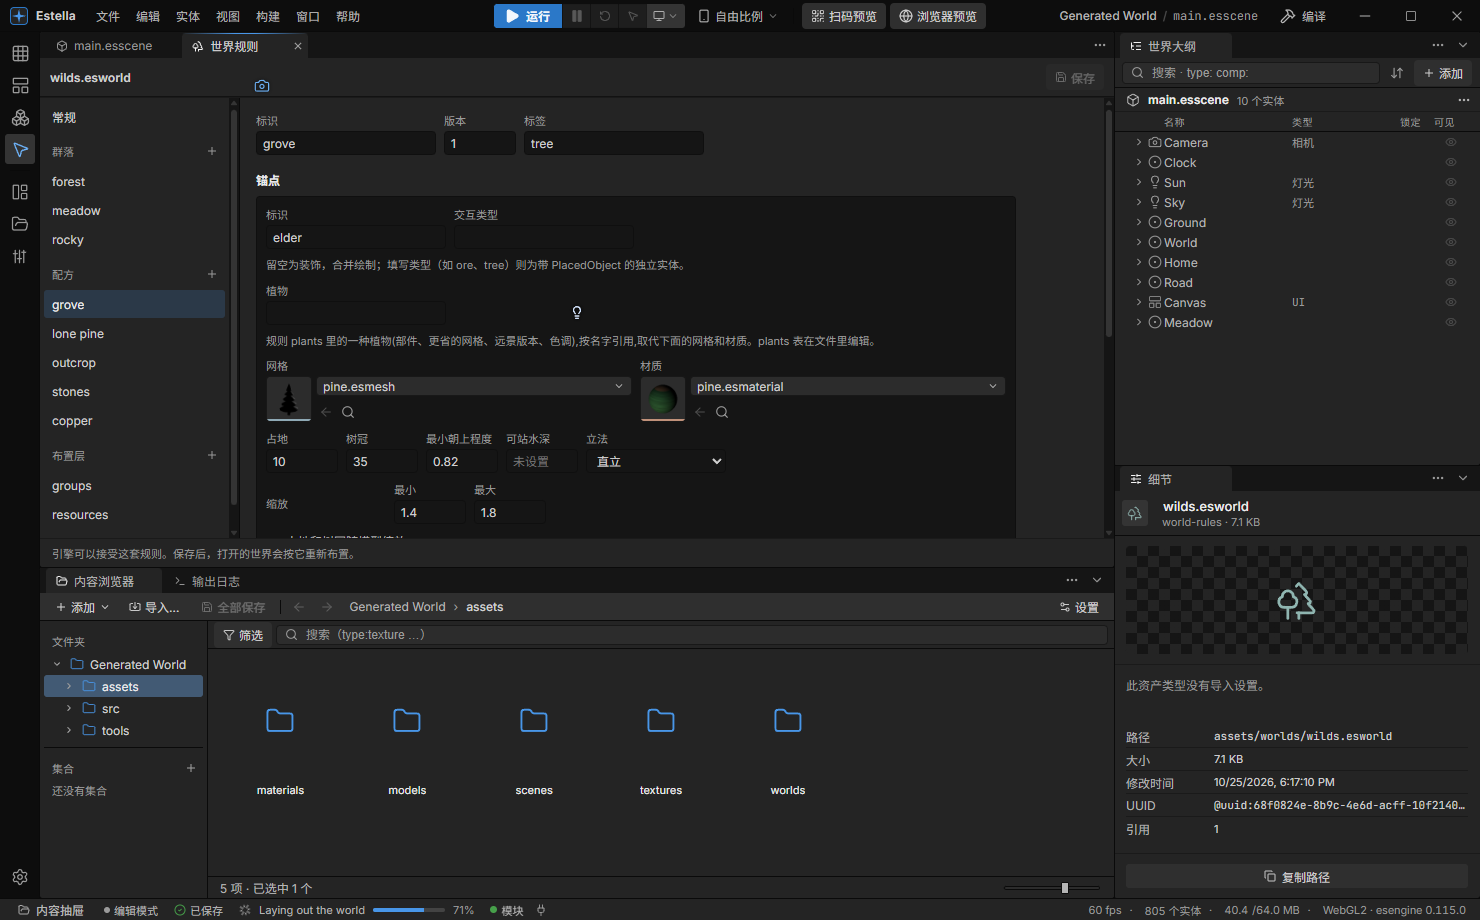 Estella 文件 编辑 实体 视图 构建 窗口 帮助 运行 自由比例 扫码预览 浏览器预览 Generated World / main.esscene 编译
main.esscene 世界规则
wilds.esworld 保存
常规
群落
forest
meadow
rocky
配方
grove
lone pine
outcrop
stones
copper
布置层
groups
resources
标识 版本 标签
grove 1 tree
锚点
标识 交互类型
elder
留空为装饰，合并绘制；填写类型（如 ore、tree）则为带 PlacedObject 的独立实体。
植物
规则 plants 里的一种植物(部件、更省的网格、远景版本、色调),按名字引用,取代下面的网格和材质。plants 表在文件里编辑。
网格 材质
pine.esmesh pine.esmaterial
占地 树冠 最小朝上程度 可站水深 立法
10 35 0.82 未设置 直立
缩放 最小 最大
1.4 1.8
引擎可以接受这套规则。保存后，打开的世界会按它重新布置。
内容浏览器 输出日志
添加 导入... 全部保存 Generated World › assets 设置
文件夹
Generated World
assets
src
tools
集合
还没有集合
筛选 搜索（type:texture ...）
materials models scenes textures worlds
5 项 · 已选中 1 个
世界大纲
搜索 · type: comp: 添加
main.esscene 10 个实体
名称 类型 锁定 可见
Camera 相机
Clock
Sun 灯光
Sky 灯光
Ground
World
Home
Road
Canvas UI
Meadow
细节
wilds.esworld
world-rules · 7.1 KB
此资产类型没有导入设置。
路径 assets/worlds/wilds.esworld
大小 7.1 KB
修改时间 10/25/2026, 6:17:10 PM
UUID @uuid:68f0824e-8b9c-4e6d-acff-10f2140…
引用 1
复制路径
内容抽屉 编辑模式 已保存 Laying out the world 71% 模块 60 fps · 805 个实体 · 40.4 /64.0 MB · WebGL2 · esengine 0.115.0